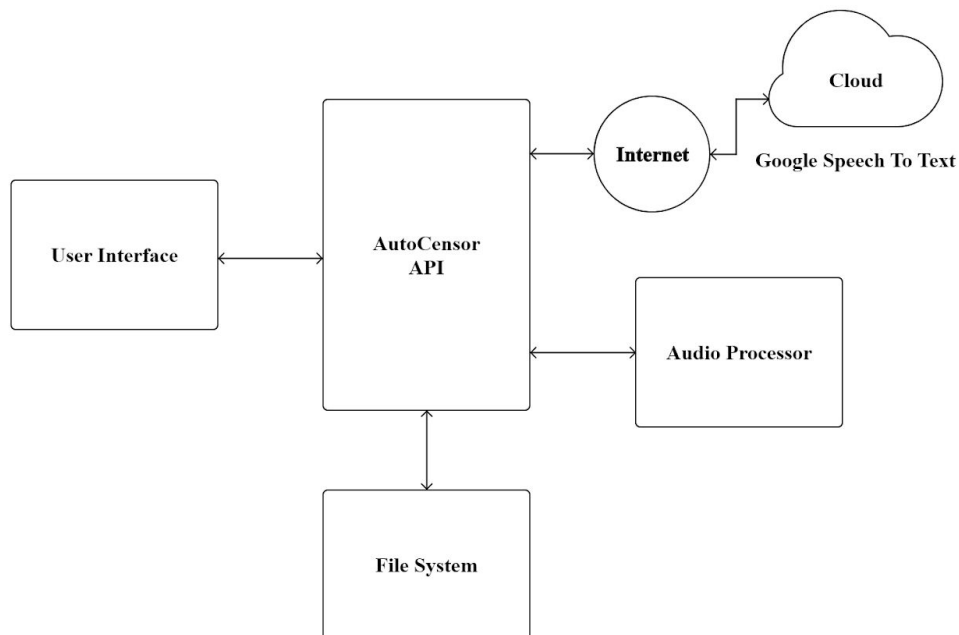 Cloud
Internet
Google Speech To Text
User Interface
AutoCensor
API
Audio Processor
File System